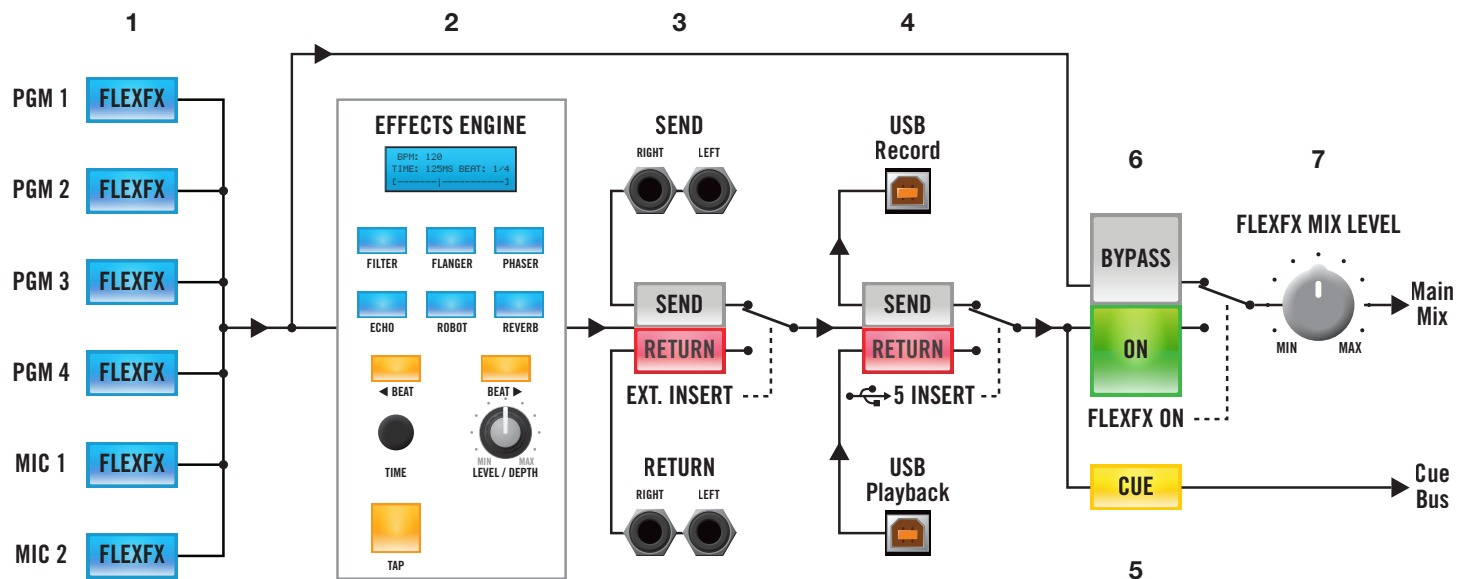 1
2
3
4
5
6
7
PGM 1 FLEXFX
PGM 2 FLEXFX
PGM 3 FLEXFX
PGM 4 FLEXFX
MIC 1 FLEXFX
MIC 2 FLEXFX
EFFECTS ENGINE
BPM: 120
TIME: 125MS BEAT: 1/4
[-------|-----------]
FILTER FLANGER PHASER
ECHO ROBOT REVERB
◀ BEAT BEAT ▶
TIME
MIN MAX
LEVEL / DEPTH
TAP
SEND
RIGHT LEFT
SEND
RETURN
EXT. INSERT
RETURN
RIGHT LEFT
USB
Record
SEND
RETURN
5 INSERT
USB
Playback
BYPASS
ON
FLEXFX ON
CUE
FLEXFX MIX LEVEL
MIN MAX
Main
Mix
Cue
Bus